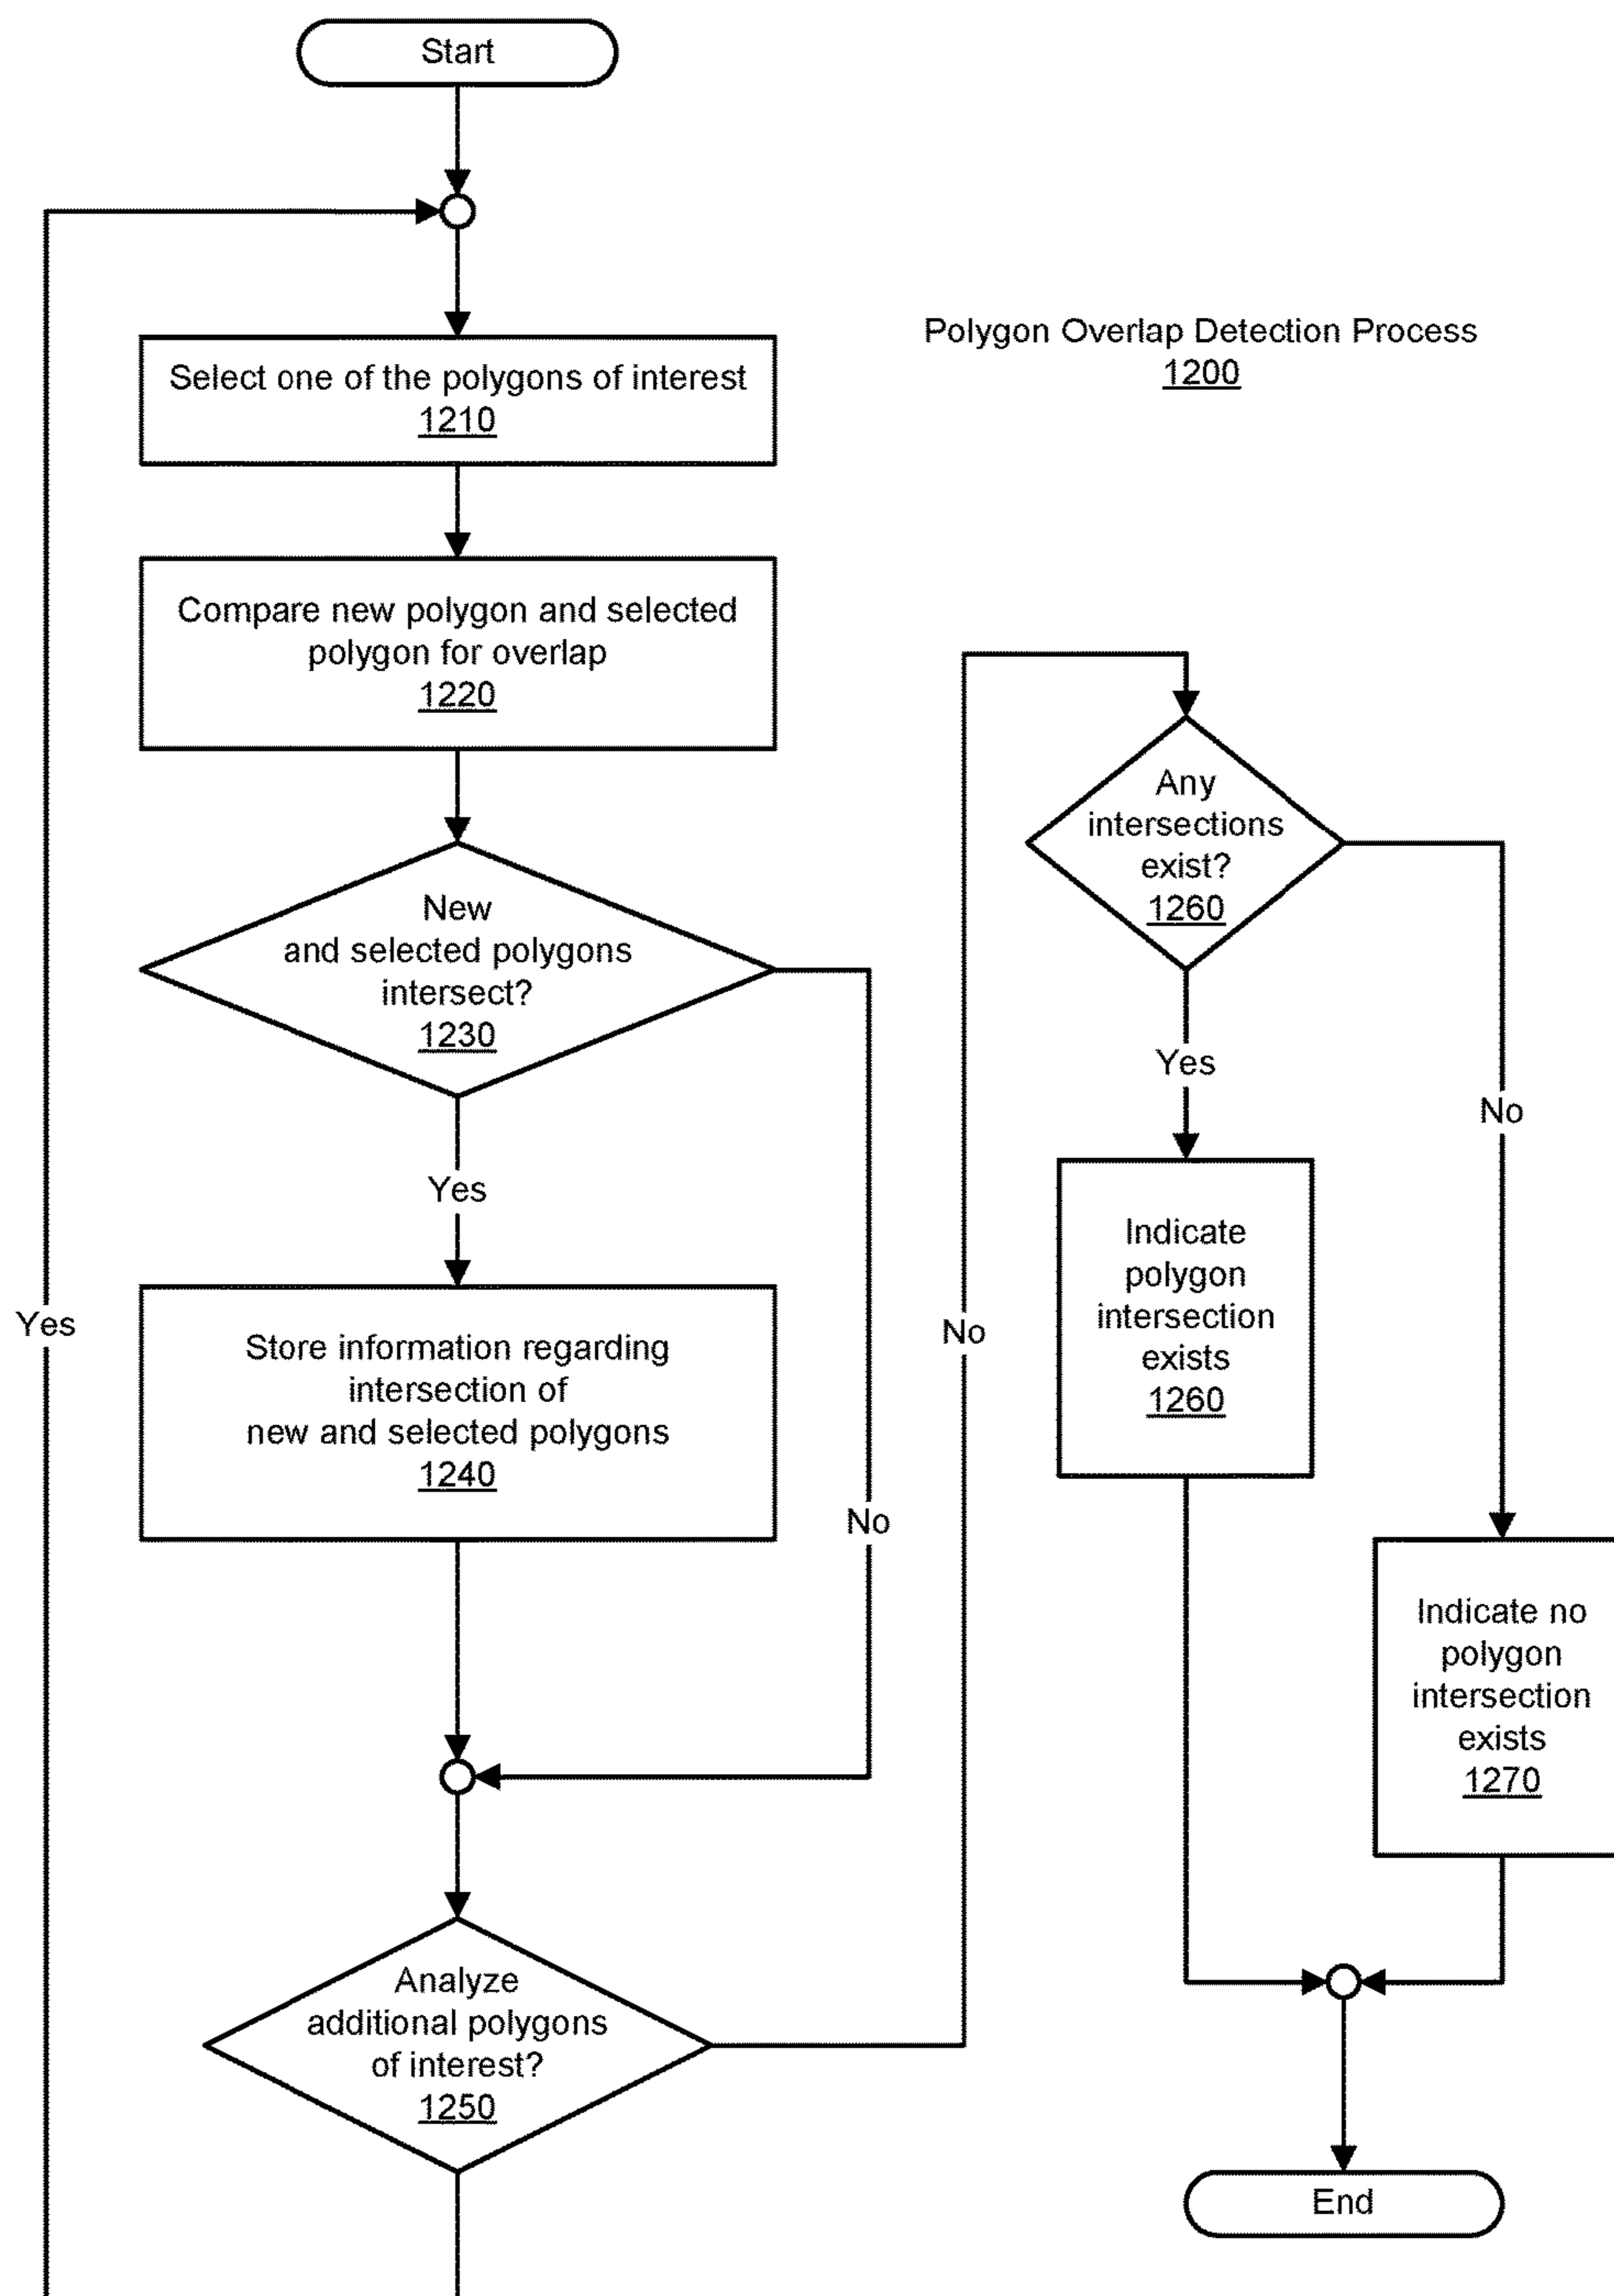 Start
Polygon Overlap Detection Process
1200
Select one of the polygons of interest
1210
Compare new polygon and selected
polygon for overlap
1220
New
and selected polygons
intersect?
1230
Yes
Store information regarding
intersection of
new and selected polygons
1240
No
Yes
Analyze
additional polygons
of interest?
1250
No
Any
intersections
exist?
1260
Yes
No
Indicate
polygon
intersection
exists
1260
Indicate no
polygon
intersection
exists
1270
End